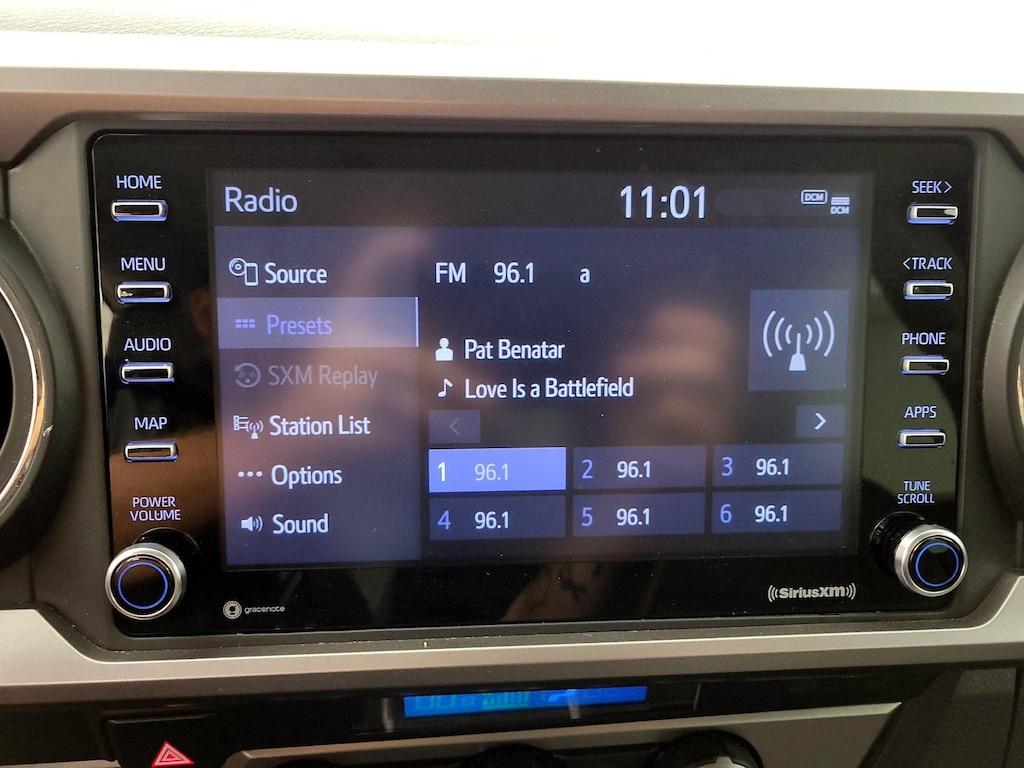 HOME
MENU
AUDIO
MAP
POWER
VOLUME
Radio
11:01
DCM
DCM
Source
Presets
SXM Replay
Station List
Options
Sound
FM 96.1 a
Pat Benatar
Love Is a Battlefield
< >
1 96.1 2 96.1 3 96.1
4 96.1 5 96.1 6 96.1
SEEK>
<TRACK
PHONE
APPS
TUNE
SCROLL
gracenote
((SiriusXM))